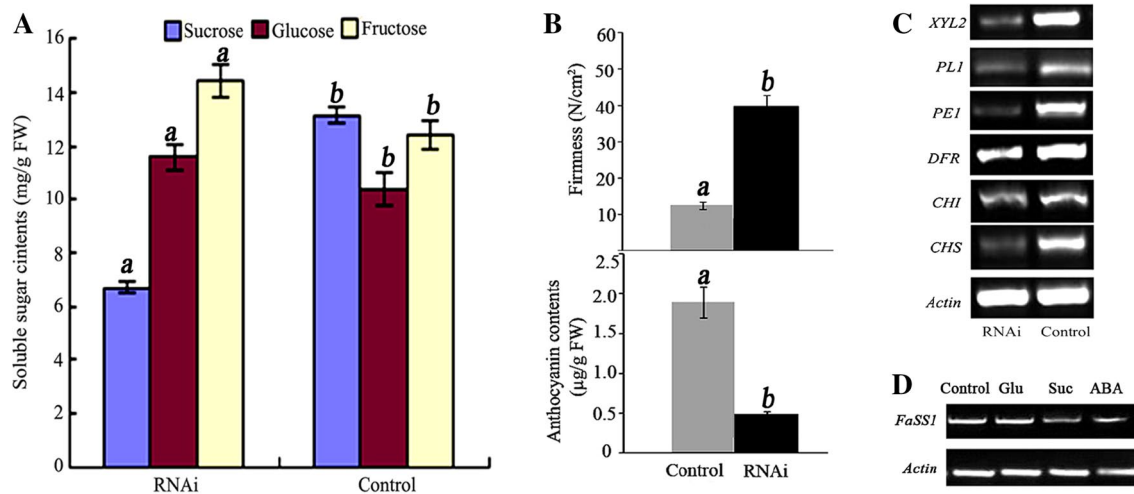 A
Sucrose Glucose Fructose
Soluble sugar cintents (mg/g FW)
16
14
12
10
8
6
4
2
0
a
a
a
b
b
b
RNAi Control
B
Firmness (N/cm²)
60
50
40
30
20
10
a
b
Anthocyanin contents
(μg/g FW)
2.5
2.0
1.5
1.0
0.5
0
a
b
Control RNAi
C
XYL2
PL1
PE1
DFR
CHI
CHS
Actin
RNAi Control
D
Control Glu Suc ABA
FaSS1
Actin